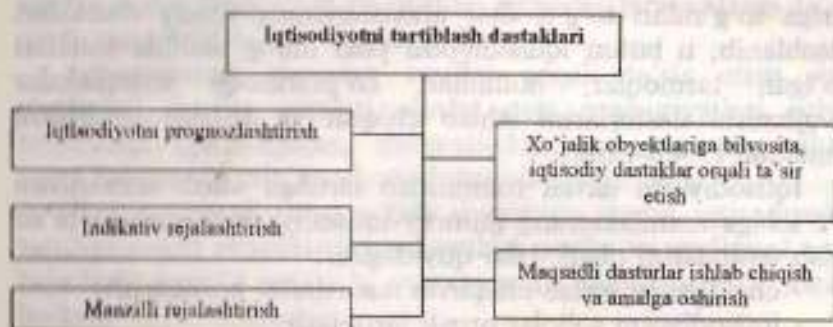 Iqtisodiyotni tartiblash dastaklari
Iqtisodiyotni prognozlashtirish
Indikativ rejalashtirish
Manzilli rejalashtirish
Xo'jalik obyektlariga bilvosita,
iqtisodiy dastaklar orqali ta'sir
etish
Maqsadli dasturlar ishlab chiqish
va amalga oshirish